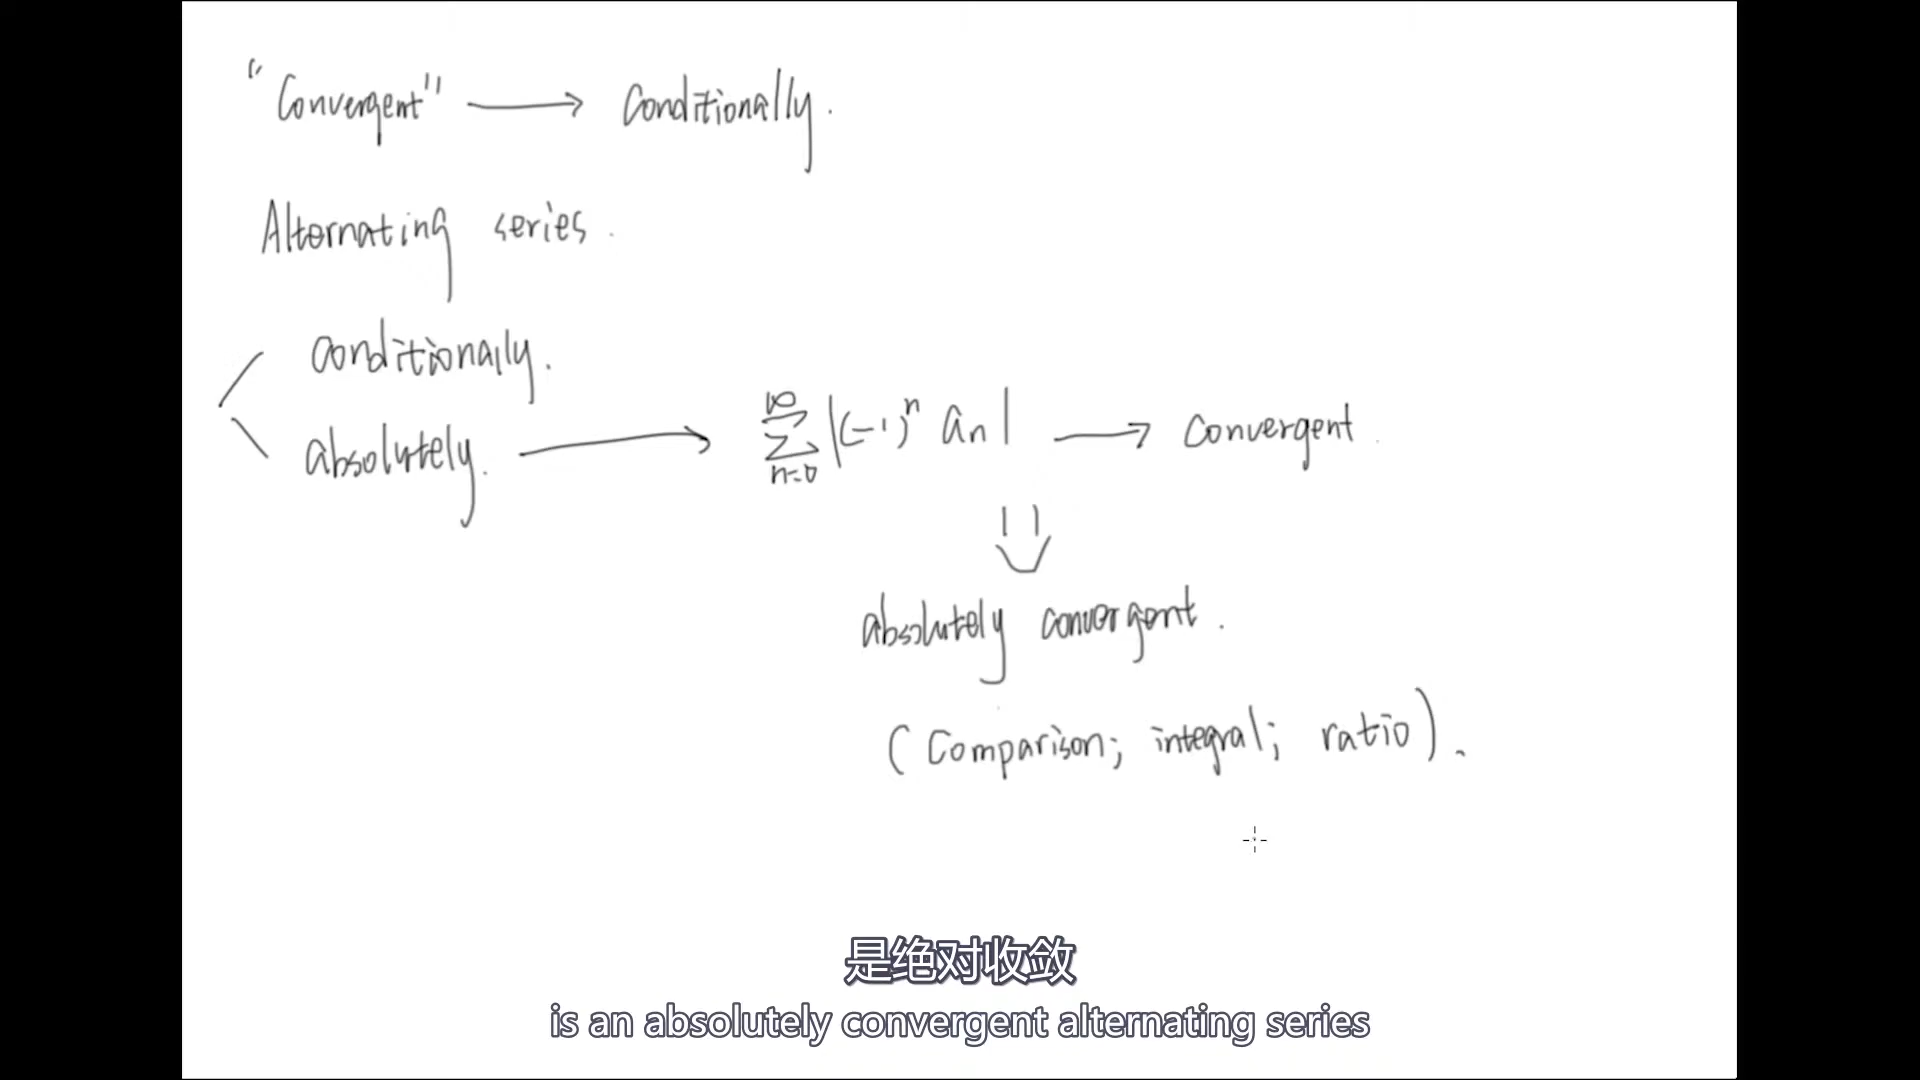 "Convergent" → conditionally.
Alternating series.
conditionally.
absolutely. → ∞∑n=0 |(-1)^n an| → convergent.
⇓
absolutely convergent.
(Comparison; integral; ratio).
是绝对收敛
is an absolutely convergent alternating series